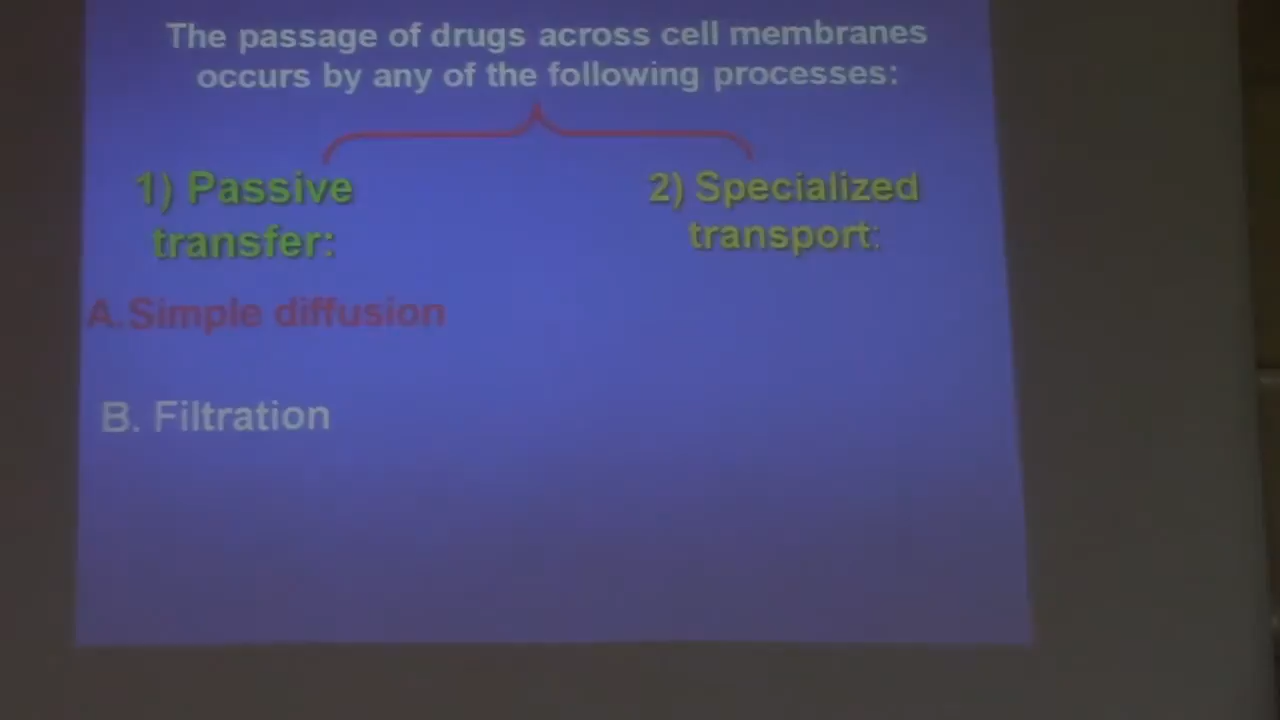 The passage of drugs across cell membranes
occurs by any of the following processes:
1) Passive
transfer:
2) Specialized
transport:
A.Simple diffusion
B. Filtration